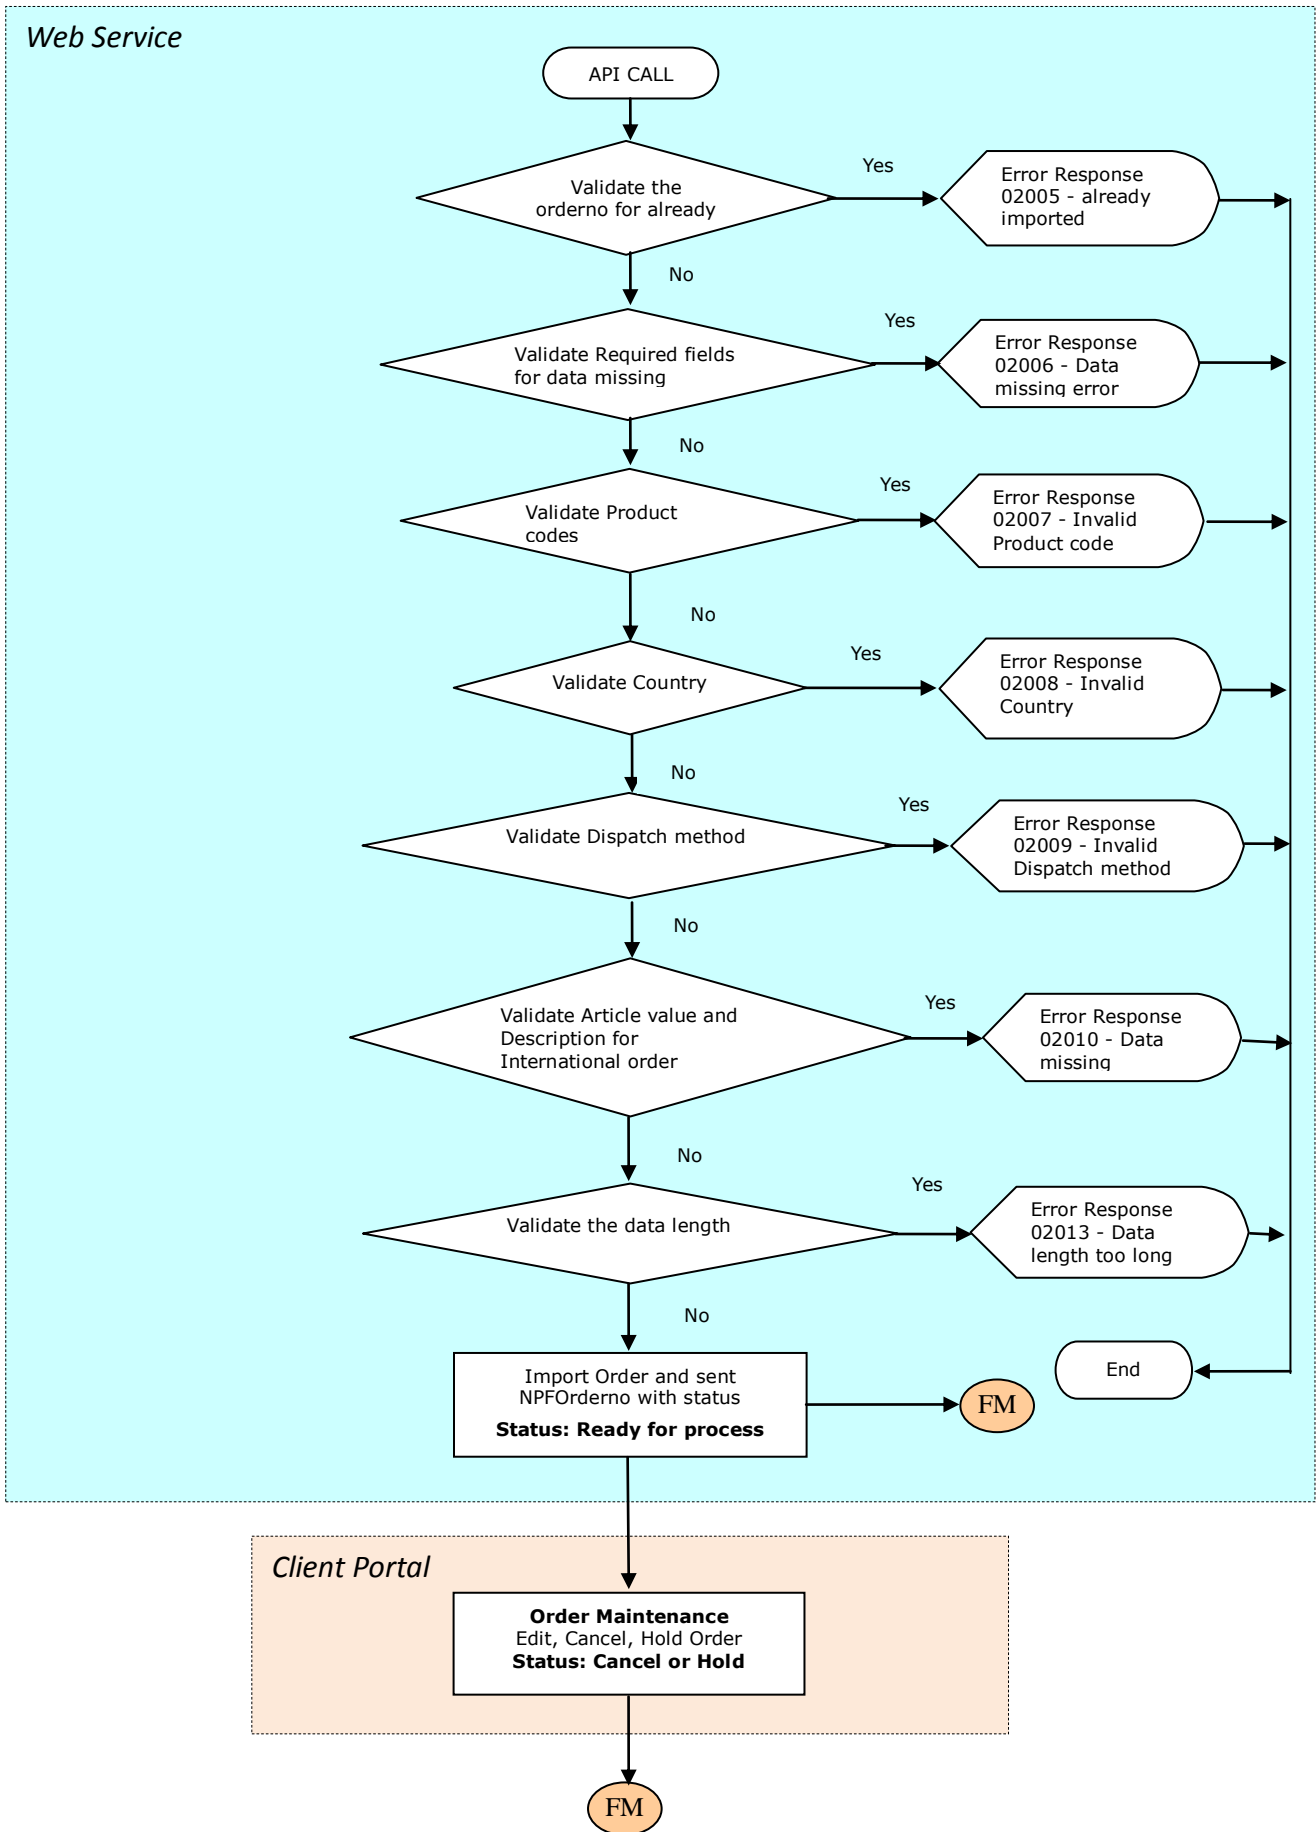 Web Service
API CALL
Validate the
orderno for already
Yes
Error Response
02005 - already
imported
No
Validate Required fields
for data missing
Yes
Error Response
02006 - Data
missing error
No
Validate Product
codes
Yes
Error Response
02007 - Invalid
Product code
No
Validate Country
Yes
Error Response
02008 - Invalid
Country
No
Validate Dispatch method
Yes
Error Response
02009 - Invalid
Dispatch method
No
Validate Article value and
Description for
International order
Yes
Error Response
02010 - Data
missing
No
Validate the data length
Yes
Error Response
02013 - Data
length too long
No
Import Order and sent
NPFOrderno with status
Status: Ready for process
FM
End
Client Portal
Order Maintenance
Edit, Cancel, Hold Order
Status: Cancel or Hold
FM